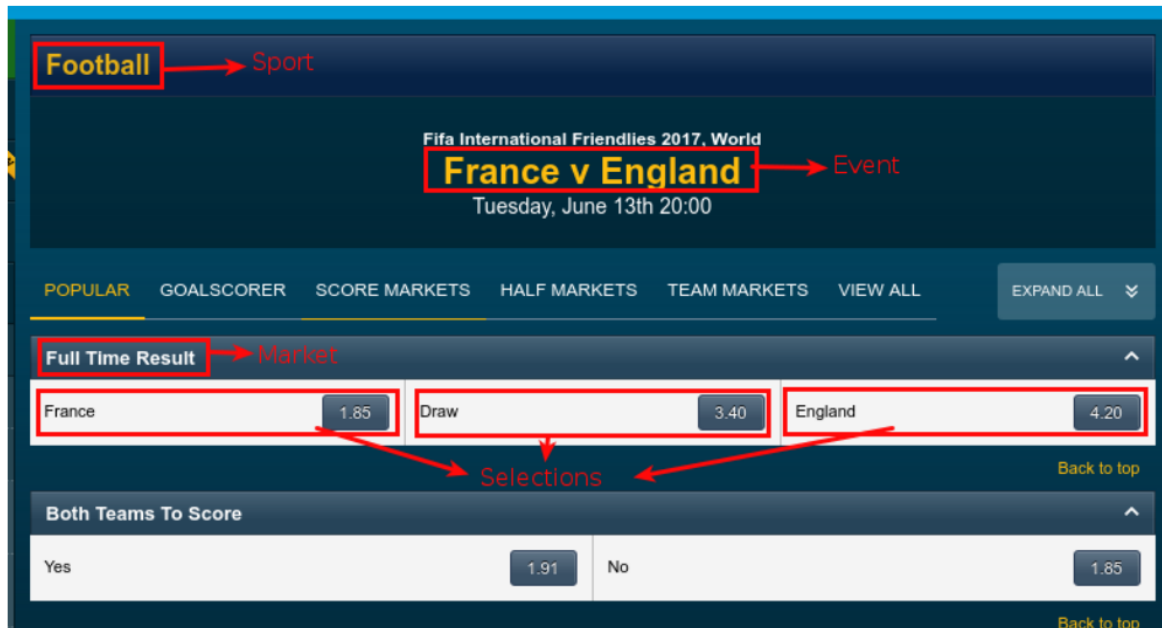 Football Sport
Fifa International Friendlies 2017, World
France v England Event
Tuesday, June 13th 20:00
POPULAR GOALSCORER SCORE MARKETS HALF MARKETS TEAM MARKETS VIEW ALL EXPAND ALL
Full Time Result Market
France 1.85 Draw 3.40 England 4.20
Selections
Back to top
Both Teams To Score
Yes 1.91 No 1.85
Back to top